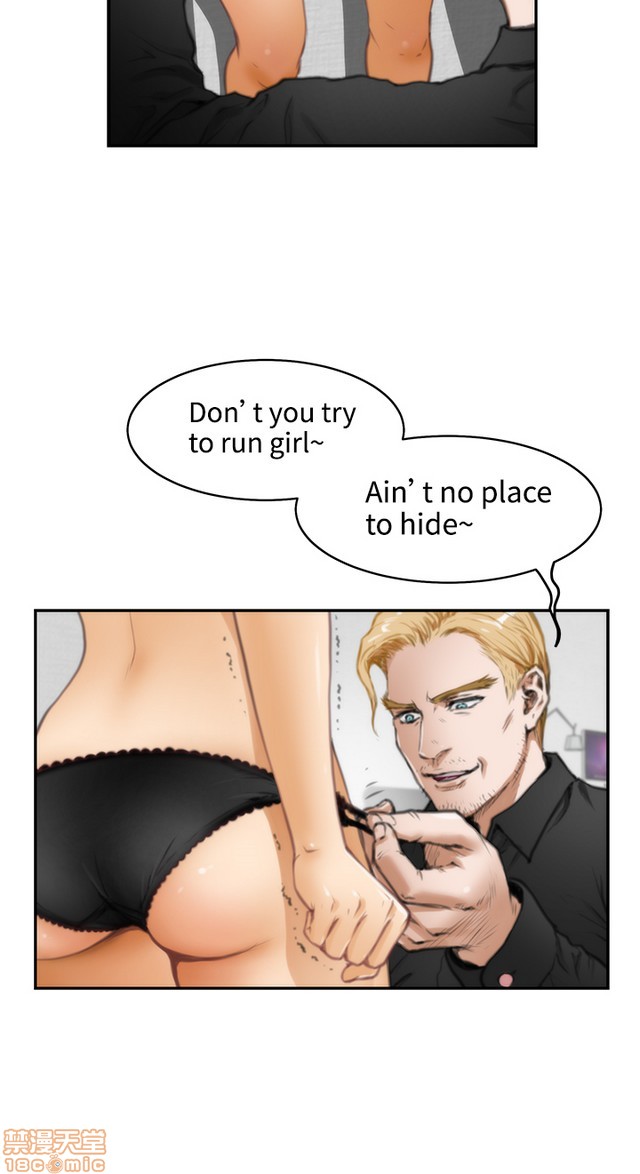 Don't you try
to run girl~
Ain't no place
to hide~
禁漫天堂
18comic